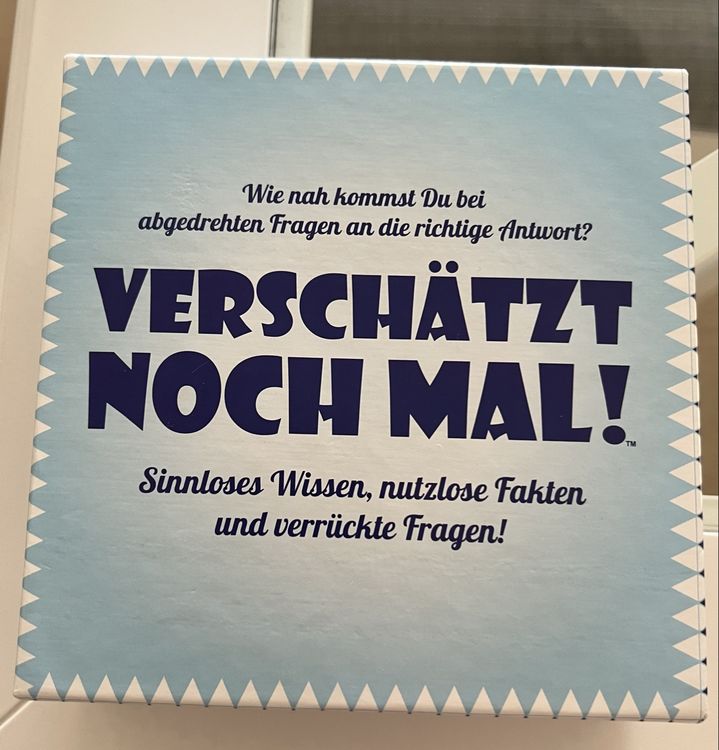 Wie nah kommst Du bei
abgedrehten Fragen an die richtige Antwort?
VERSCHÄTZT
NOCH MAL!™
Sinnloses Wissen, nutzlose Fakten
und verrückte Fragen!